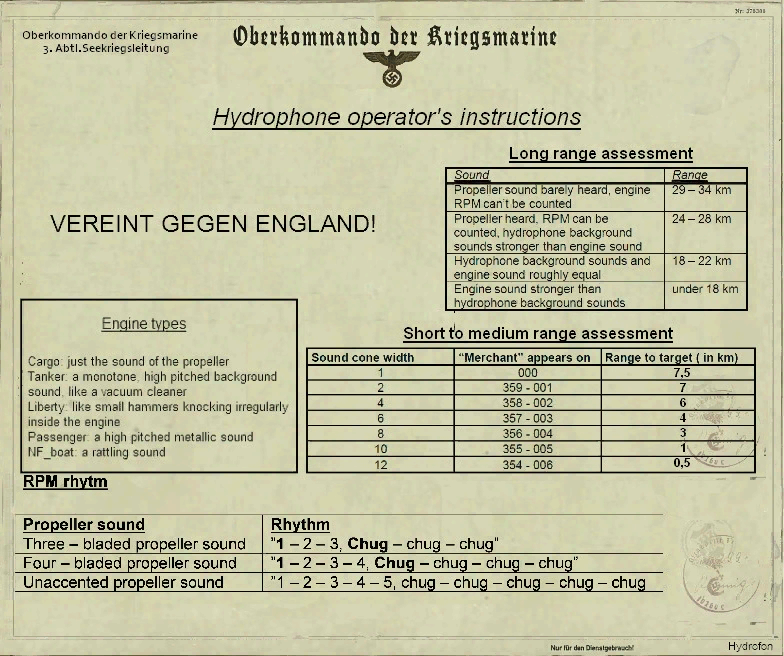 Nr: 378388
Oberkommando der Kriegsmarine
3. Abtl.Seekriegsleitung
Oberkommando der Kriegsmarine
Hydrophone operator's instructions
VEREINT GEGEN ENGLAND!
Long range assessment
Sound Range
Propeller sound barely heard, engine 29 – 34 km
RPM can't be counted
Propeller heard, RPM can be 24 – 28 km
counted, hydrophone background
sounds stronger than engine sound
Hydrophone background sounds and 18 – 22 km
engine sound roughly equal
Engine sound stronger than under 18 km
hydrophone background sounds
Engine types
Cargo: just the sound of the propeller
Tanker: a monotone, high pitched background
sound, like a vacuum cleaner
Liberty: like small hammers knocking irregularly
inside the engine
Passenger: a high pitched metallic sound
NF_boat: a rattling sound
Short to medium range assessment
Sound cone width "Merchant" appears on Range to target ( in km)
1 000 7,5
2 359 - 001 7
4 358 - 002 6
6 357 - 003 4
8 356 - 004 3
10 355 - 005 1
12 354 - 006 0,5
RPM rhytm
Propeller sound Rhythm
Three – bladed propeller sound "1 – 2 – 3, Chug – chug – chug"
Four – bladed propeller sound "1 – 2 – 3 – 4, Chug – chug – chug – chug"
Unaccented propeller sound "1 – 2 – 3 – 4 – 5, chug – chug – chug – chug – chug
Nur für den Dienstgebrauch!
Hydrofon